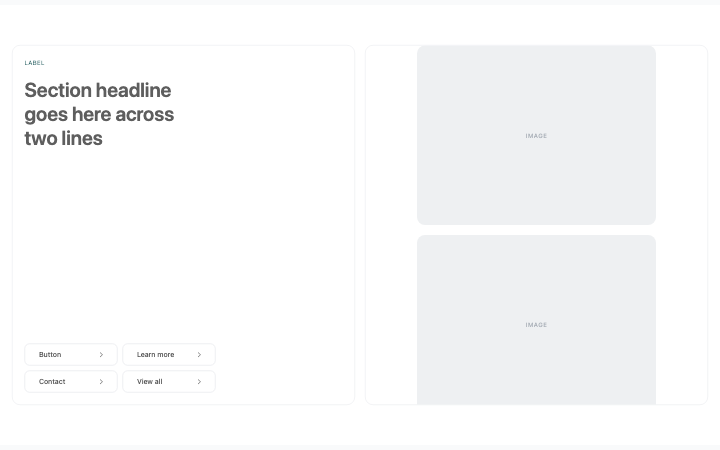 LABEL
Section headline
goes here across
two lines
Button
Learn more
Contact
View all
IMAGE
IMAGE